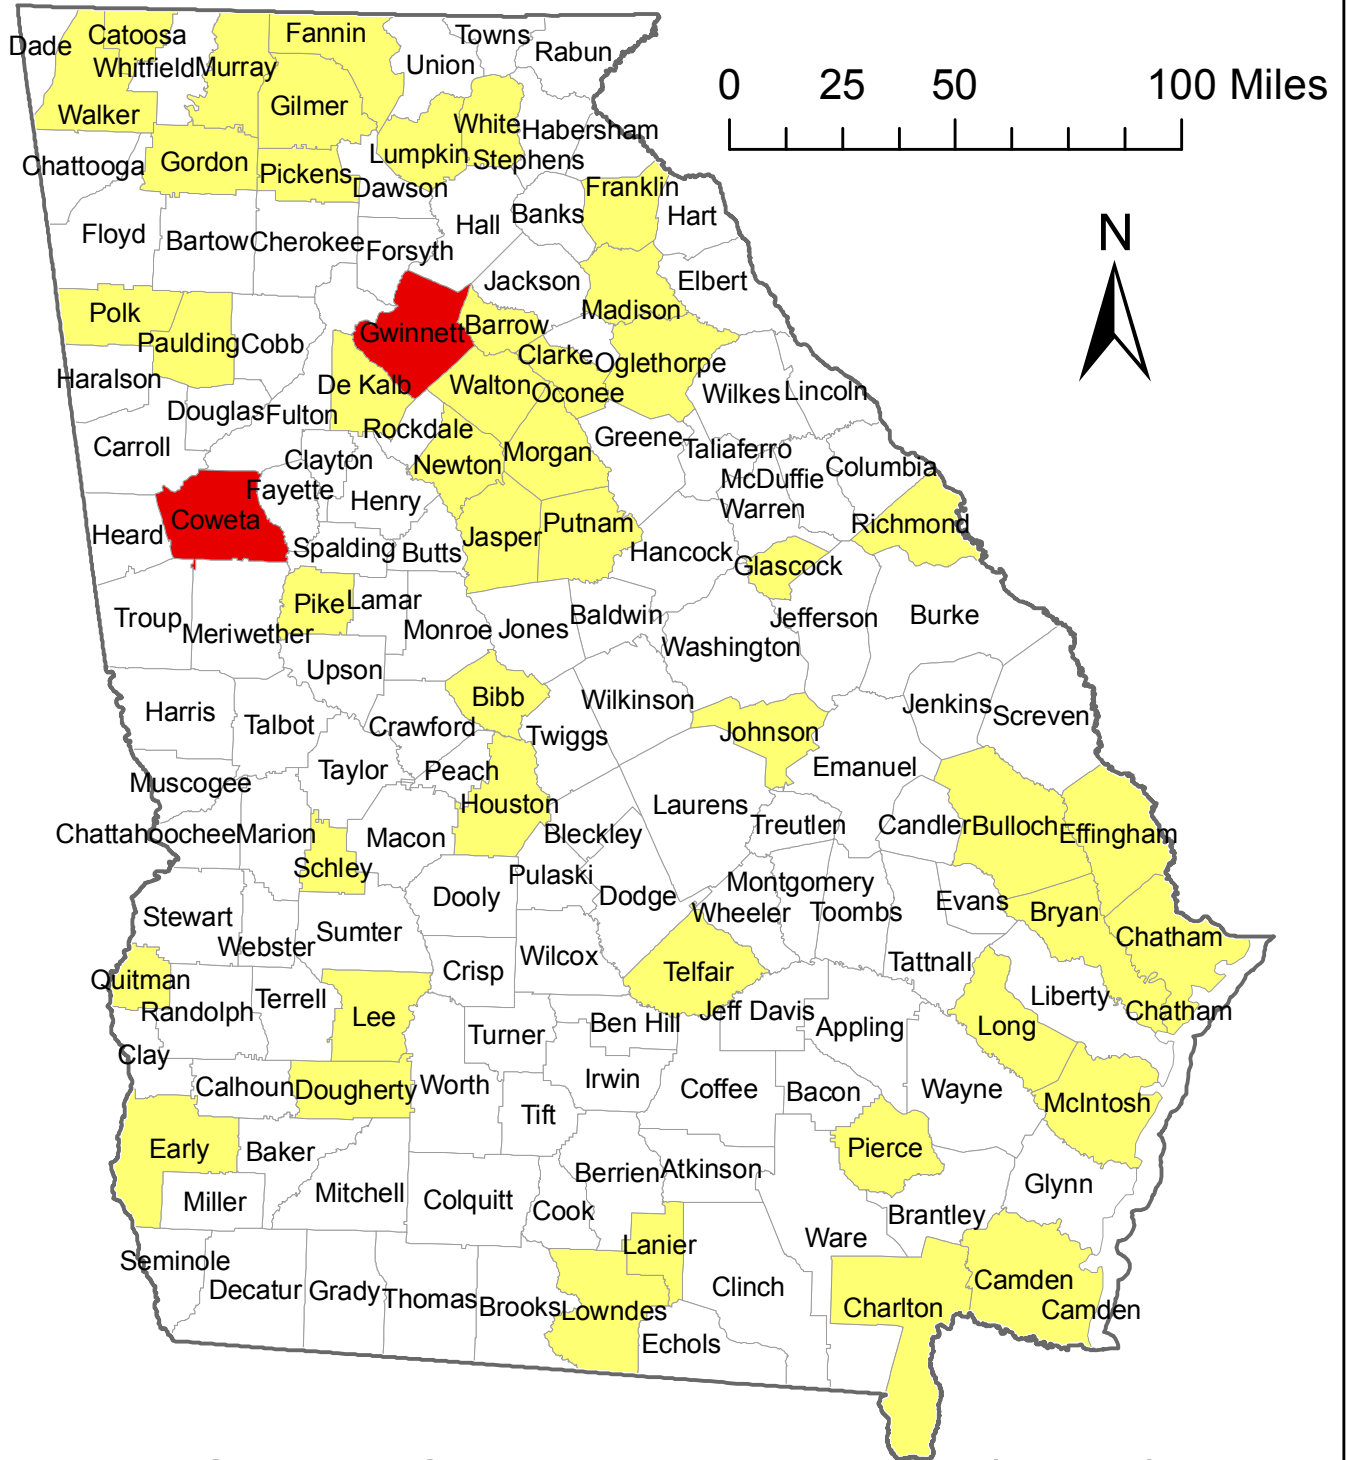 Dade
Catoosa
Fannin
Towns
Union
Rabun
Whitfield
Murray
Walker
Gilmer
White
Habersham
0 25 50 100 Miles
Chattooga
Gordon
Pickens
Lumpkin
Stephens
Dawson
Franklin
Hart
Banks
Hall
N
Floyd
Bartow
Cherokee
Forsyth
Jackson
Elbert
Madison
Polk
Paulding
Cobb
Gwinnett
Barrow
Clarke
Oglethorpe
Haralson
De Kalb
Walton
Oconee
Wilkes
Lincoln
Douglas
Fulton
Rockdale
Carroll
Clayton
Newton
Morgan
Greene
Taliaferro
Columbia
McDuffie
Fayette
Henry
Warren
Coweta
Heard
Spalding
Butts
Jasper
Putnam
Hancock
Glascock
Richmond
Troup
Meriwether
Pike
Lamar
Monroe
Jones
Baldwin
Washington
Jefferson
Burke
Upson
Bibb
Wilkinson
Jenkins
Screven
Harris
Talbot
Crawford
Twiggs
Johnson
Muscogee
Taylor
Peach
Houston
Emanuel
Chattahoochee
Marion
Macon
Bleckley
Laurens
Treutlen
Candler
Bulloch
Effingham
Schley
Dooly
Pulaski
Dodge
Montgomery
Wheeler
Toombs
Evans
Bryan
Stewart
Webster
Sumter
Chatham
Quitman
Crisp
Wilcox
Telfair
Tattnall
Randolph
Terrell
Lee
Liberty
Chatham
Clay
Turner
Ben Hill
Jeff Davis
Appling
Long
Calhoun
Dougherty
Worth
Irwin
Coffee
Bacon
Wayne
McIntosh
Tift
Early
Baker
Pierce
Miller
Mitchell
Colquitt
Berrien
Atkinson
Glynn
Cook
Brantley
Seminole
Lanier
Ware
Decatur
Grady
Thomas
Brooks
Lowndes
Clinch
Charlton
Camden
Camden
Echols